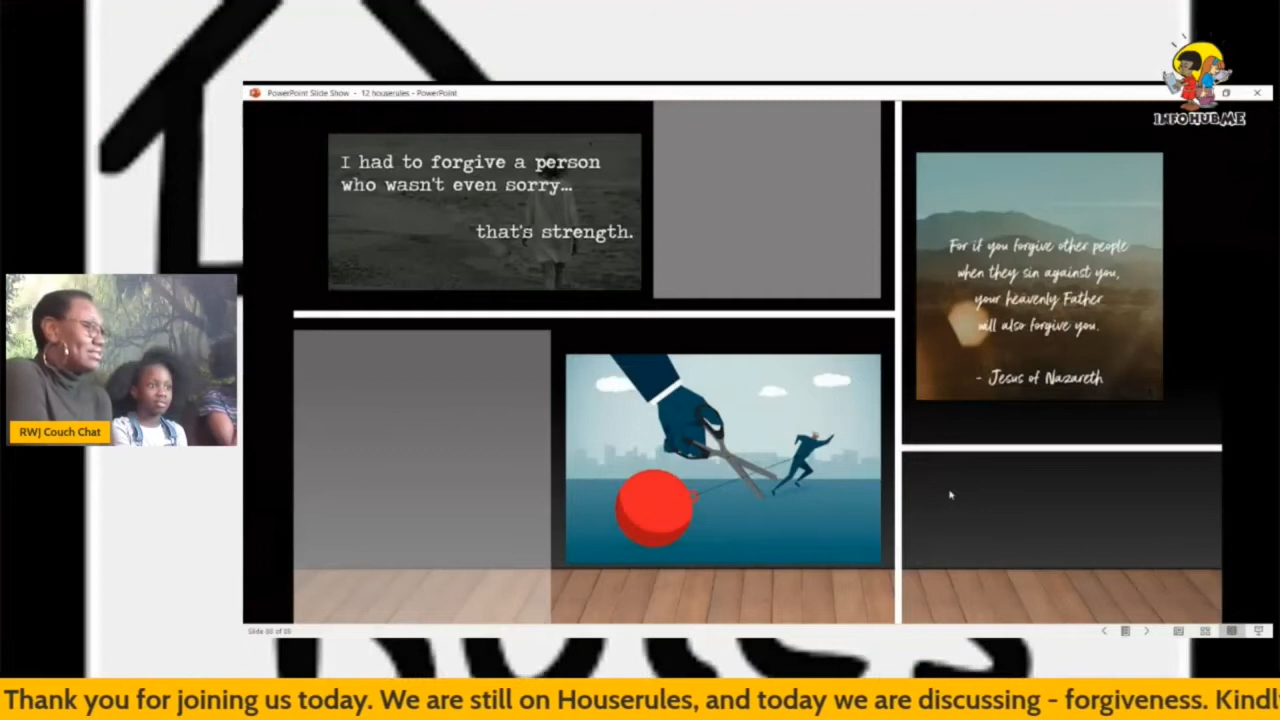 PowerPoint Slide Show - 12 houserules - PowerPoint
INFOHUB.ME
I had to forgive a person
who wasn't even sorry...
that's strength.
For if you forgive other people
when they sin against you,
your heavenly Father
will also forgive you.
- Jesus of Nazareth
RWJ Couch Chat
Thank you for joining us today. We are still on Houserules, and today we are discussing - forgiveness. Kindl